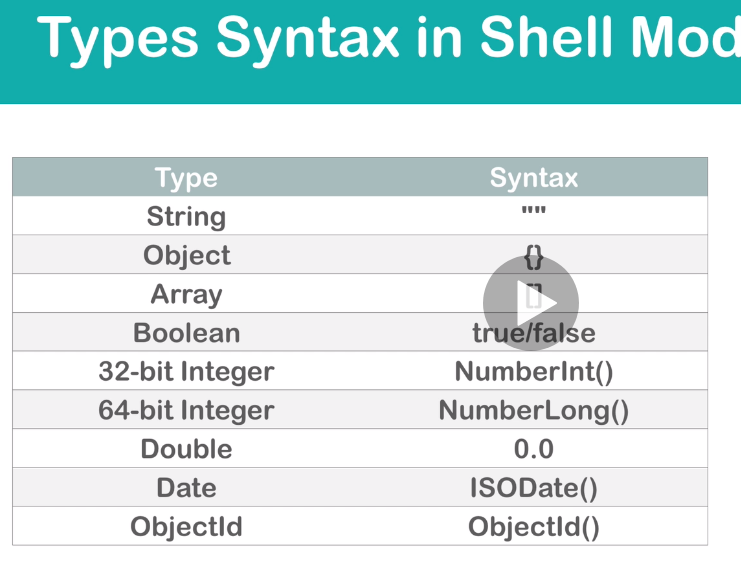 Types Syntax in Shell Mod
Type Syntax
String ""
Object {}
Array []
Boolean true/false
32-bit Integer NumberInt()
64-bit Integer NumberLong()
Double 0.0
Date ISODate()
ObjectId ObjectId()